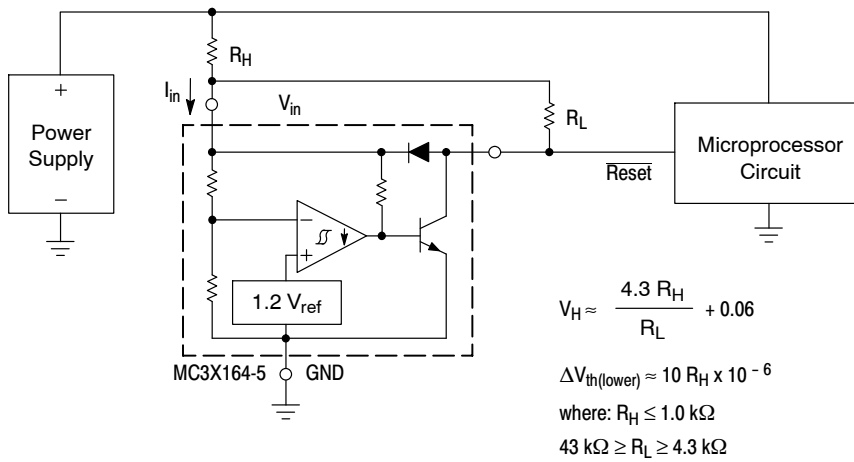 R_H
I_in
V_in
+
Power
Supply
−
R_L
Reset
Microprocessor
Circuit
−
+
1.2 V_ref
MC3X164-5
GND
V_H ≈ 4.3 R_H / R_L + 0.06
ΔV_th(lower) ≈ 10 R_H x 10^−6
where: R_H ≤ 1.0 kΩ
43 kΩ ≥ R_L ≥ 4.3 kΩ